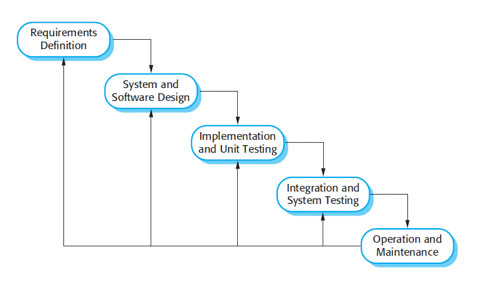 Requirements
Definition
System and
Software Design
Implementation
and Unit Testing
Integration and
System Testing
Operation and
Maintenance